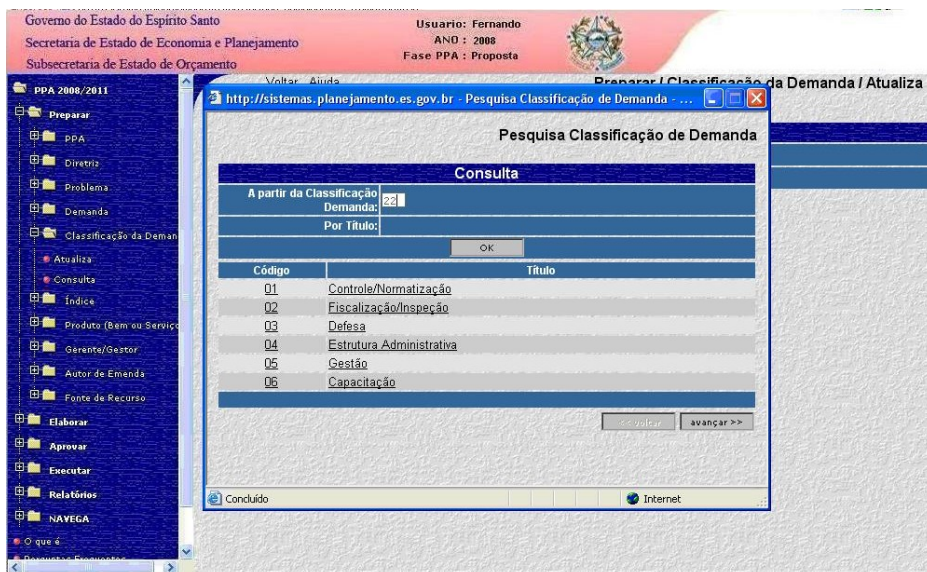 Governo do Estado do Espírito Santo
Secretaria de Estado de Economia e Planejamento
Subsecretaria de Estado de Orçamento
Usuario: Fernando
ANO : 2008
Fase PPA : Proposta
Voltar Ajuda
Preparar / Classificação da Demanda / Atualiza
PPA 2008/2011
Preparar
PPA
Diretriz
Problema
Demanda
Classificação da Deman
Atualiza
Consulta
Índice
Produto (Bem ou Serviço
Gerente/Gestor
Autor de Emenda
Fonte de Recurso
Elaborar
Aprovar
Executar
Relatórios
NAVEGA
O que é
Perguntas Frequentes
http://sistemas.planejamento.es.gov.br - Pesquisa Classificação de Demanda - ...
Pesquisa Classificação de Demanda
Consulta
A partir da Classificação
Demanda: 22
Por Título:
OK
Código Título
01 Controle/Normatização
02 Fiscalização/Inspeção
03 Defesa
04 Estrutura Administrativa
05 Gestão
06 Capacitação
<< voltar avançar >>
Concluído Internet